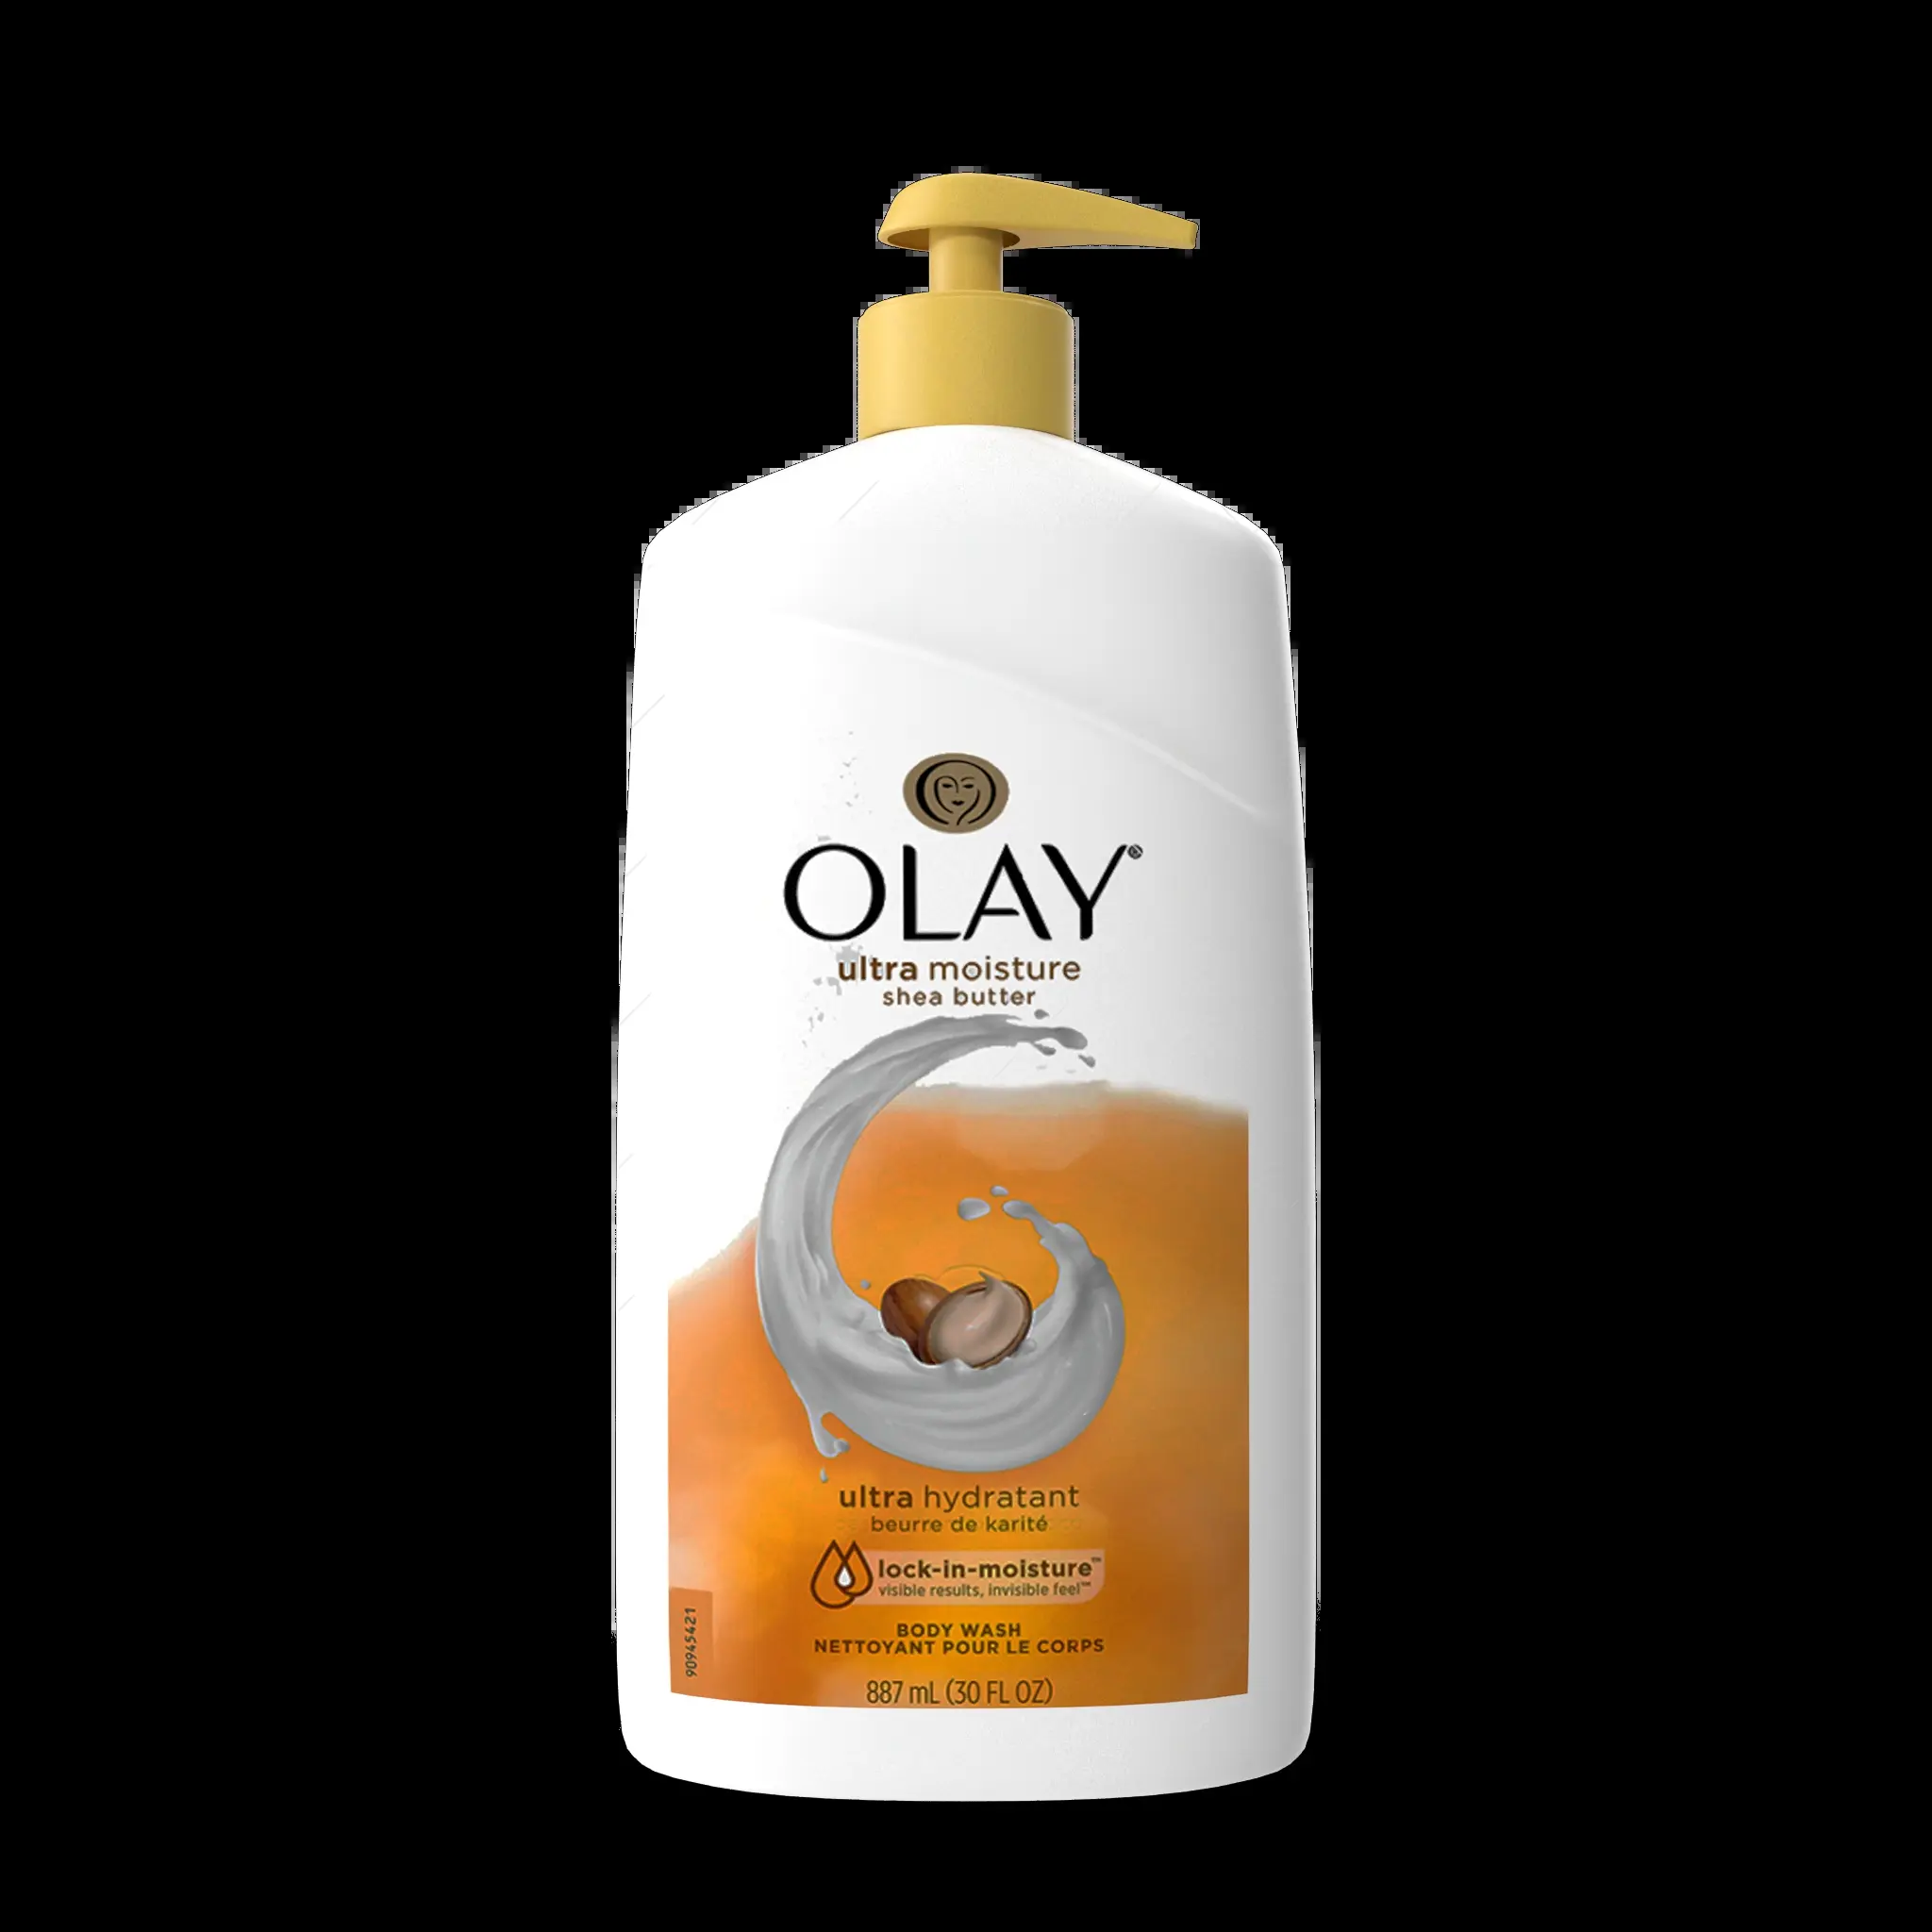 OLAY®
ultra moisture
shea butter
ultra hydratant
beurre de karité
lock-in-moisture™
visible results, invisible feel™
BODY WASH
NETTOYANT POUR LE CORPS
887 mL (30 FL OZ)
90945421